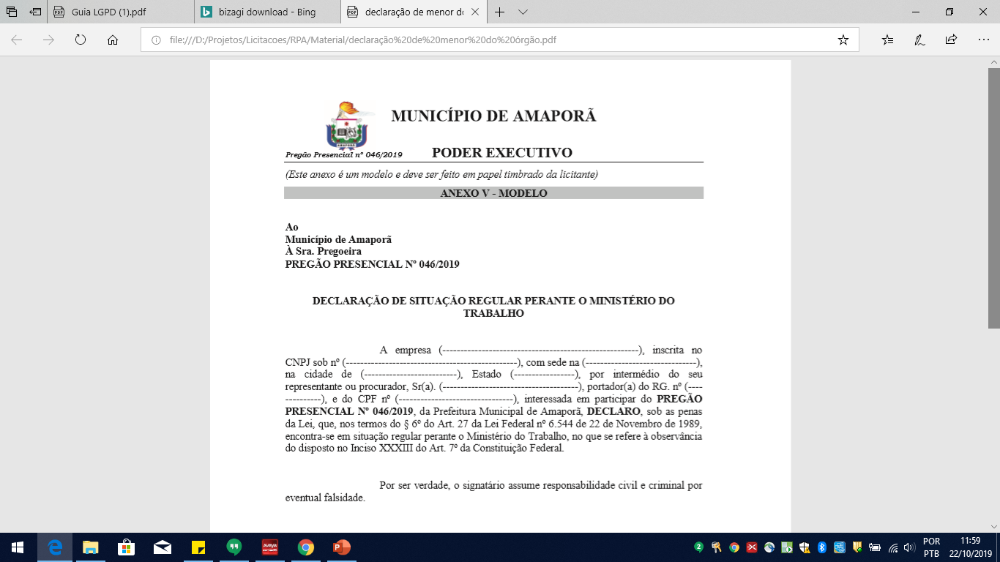 Guia LGPD (1).pdf
bizagi download - Bing
declaração de menor do
file:///D:/Projetos/Licitacoes/RPA/Material/declaração%20de%20menor%20do%20órgão.pdf
MUNICÍPIO DE AMAPORÃ
AMAPORÃ
Pregão Presencial nº 046/2019
PODER EXECUTIVO
(Este anexo é um modelo e deve ser feito em papel timbrado da licitante)
ANEXO V - MODELO
Ao
Município de Amaporã
À Sra. Pregoeira
PREGÃO PRESENCIAL Nº 046/2019
DECLARAÇÃO DE SITUAÇÃO REGULAR PERANTE O MINISTÉRIO DO
TRABALHO
A empresa (-------------------------------------------------------), inscrita no
CNPJ sob nº (------------------------------------------------), com sede na (-------------------------------),
na cidade de (--------------------------), Estado (-----------------), por intermédio do seu
representante ou procurador, Sr(a). (--------------------------------------), portador(a) do RG. nº (----
-------------), e do CPF nº (--------------------------------), interessada em participar do PREGÃO
PRESENCIAL Nº 046/2019, da Prefeitura Municipal de Amaporã, DECLARO, sob as penas
da Lei, que, nos termos do § 6º do Art. 27 da Lei Federal nº 6.544 de 22 de Novembro de 1989,
encontra-se em situação regular perante o Ministério do Trabalho, no que se refere à observância
do disposto no Inciso XXXIII do Art. 7º da Constituição Federal.
Por ser verdade, o signatário assume responsabilidade civil e criminal por
eventual falsidade.
POR
PTB
11:59
22/10/2019